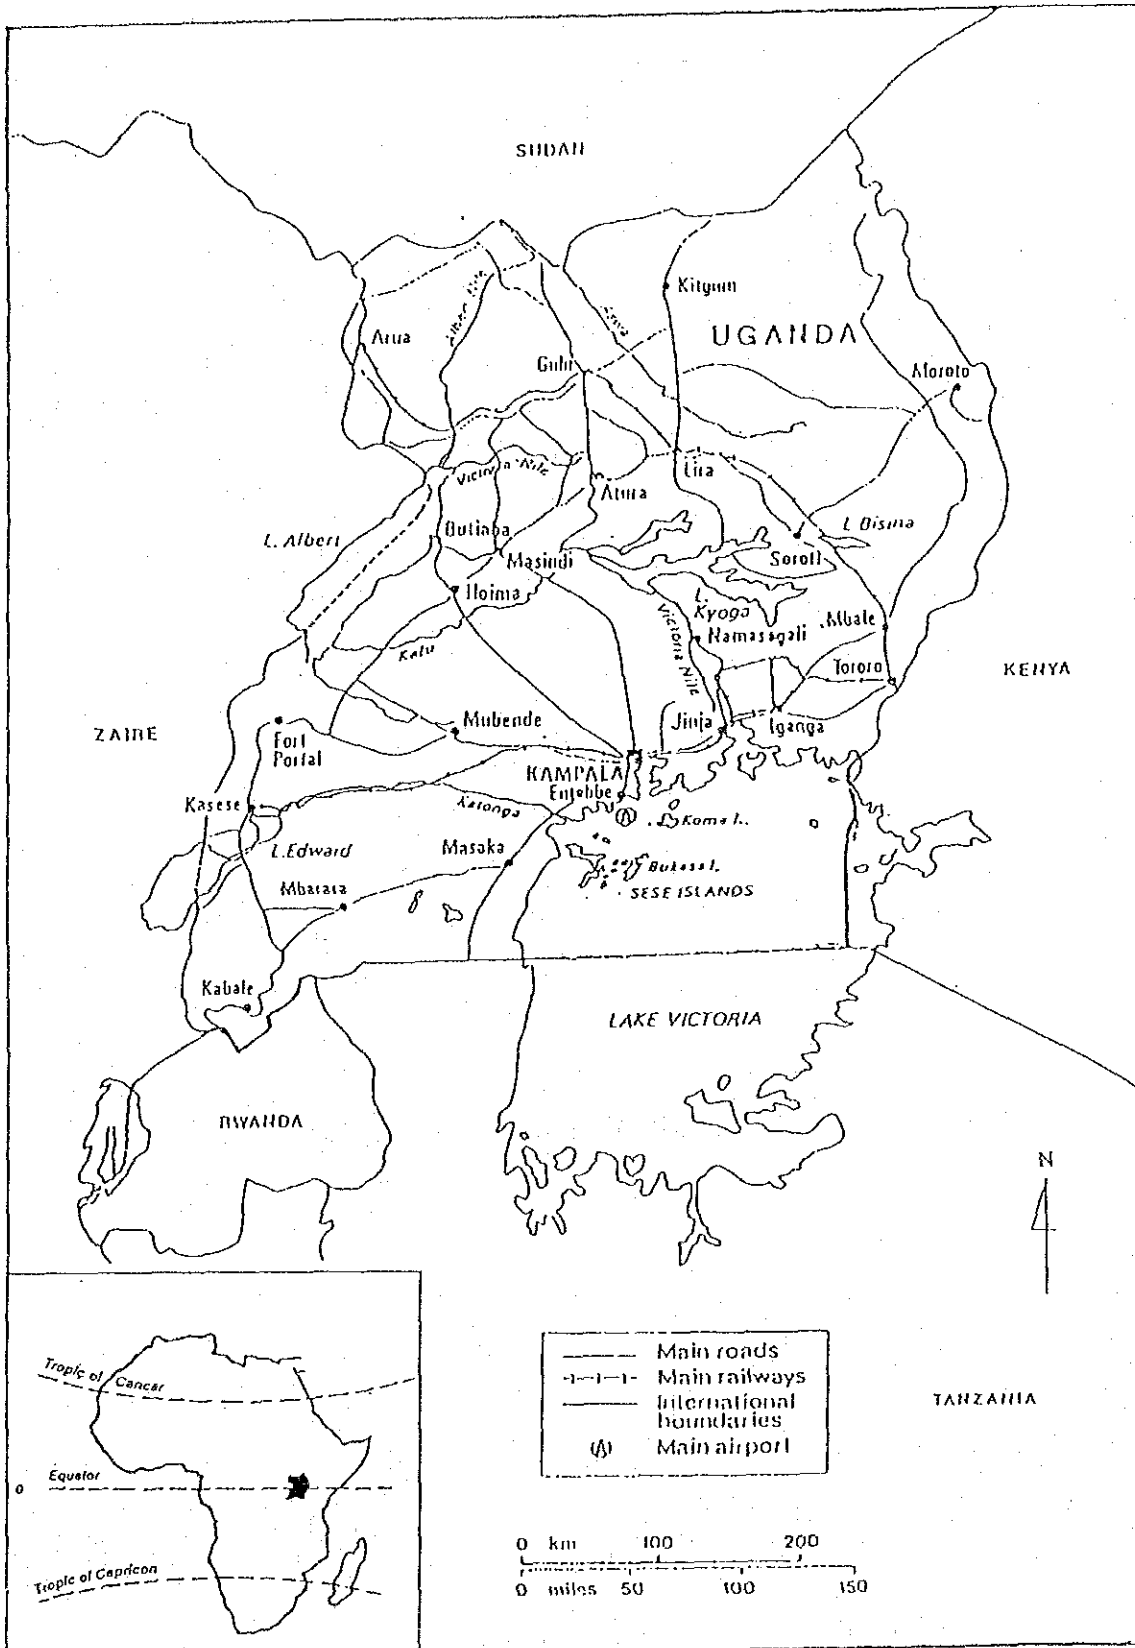 SUDAN
Kitgum
UGANDA
Arua
Gulu
Moroto
Victoria Nile
Lira
Atura
L. Albert
Butiaba
L Bisina
Masindi
Soroti
Hoima
L.
Kyoga
Victoria Nile
Namasagali
Mbale
Kafu
Tororo
KENYA
ZAIRE
Mubende
Jinja
Iganga
Fort
Portal
KAMPALA
Entebbe
Kasese
Katonga
Koma I.
L.Edward
Masaka
Bukasa I.
Mbarara
SESE ISLANDS
Kabale
LAKE VICTORIA
RWANDA
N
Main roads
Main railways
International
boundaries
Main airport
TANZANIA
Tropic of Cancar
Equator
0
Tropic of Capricon
0 km 100 200
0 miles 50 100 150